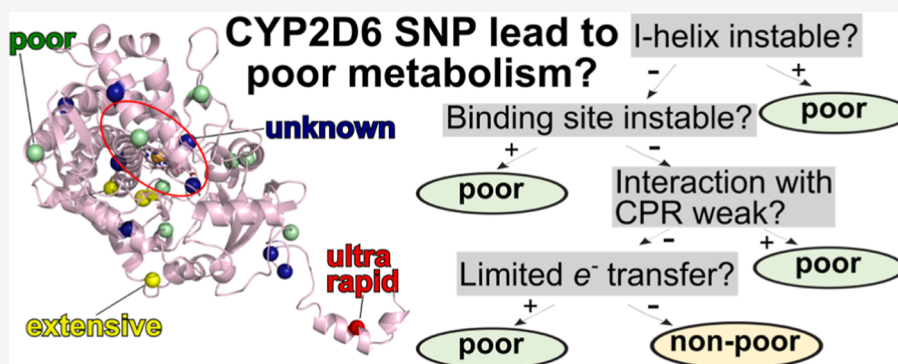 CYP2D6 SNP lead to
poor metabolism?
poor
unknown
ultra
rapid
extensive
I-helix instable?
-
+
poor
Binding site instable?
+
-
poor
Interaction with
CPR weak?
-
+
poor
Limited e⁻ transfer?
+
-
poor
non-poor